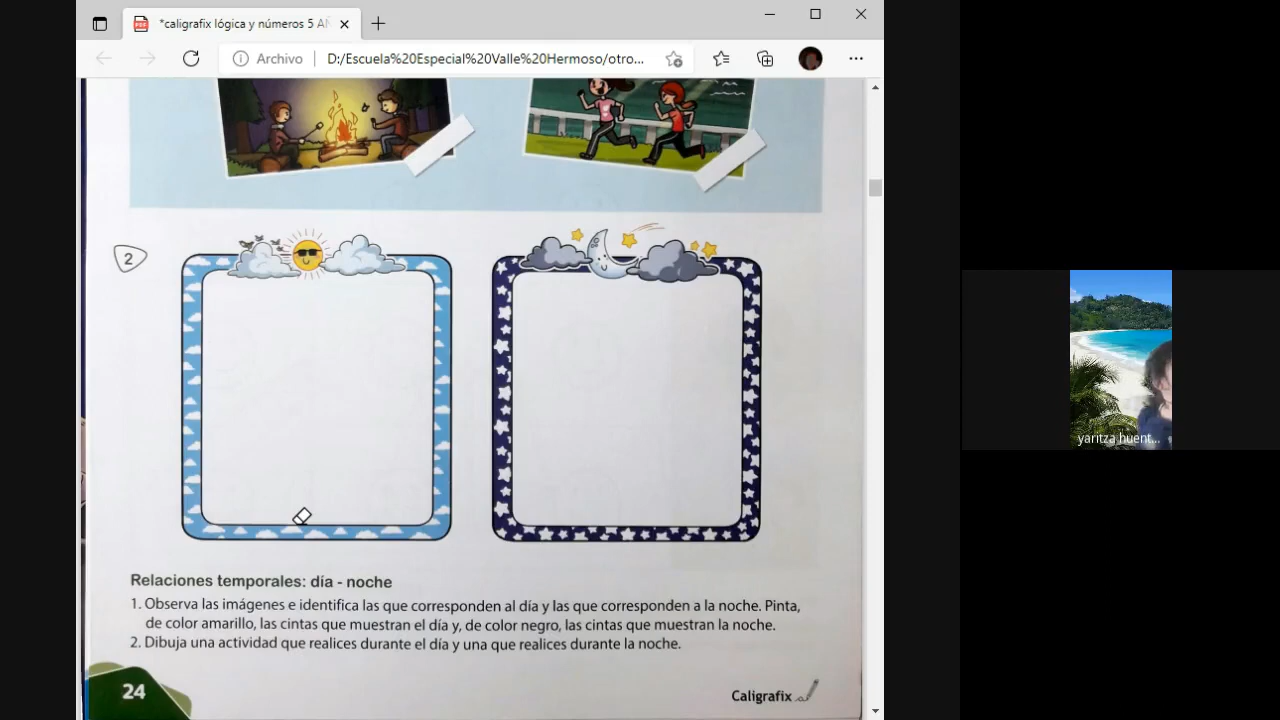 *caligrafix lógica y números 5 AÑ
Archivo
D:/Escuela%20Especial%20Valle%20Hermoso/otro...
2
yaritza huent...
Relaciones temporales: día - noche
1. Observa las imágenes e identifica las que corresponden al día y las que corresponden a la noche. Pinta,
de color amarillo, las cintas que muestran el día y, de color negro, las cintas que muestran la noche.
2. Dibuja una actividad que realices durante el día y una que realices durante la noche.
24
Caligrafix